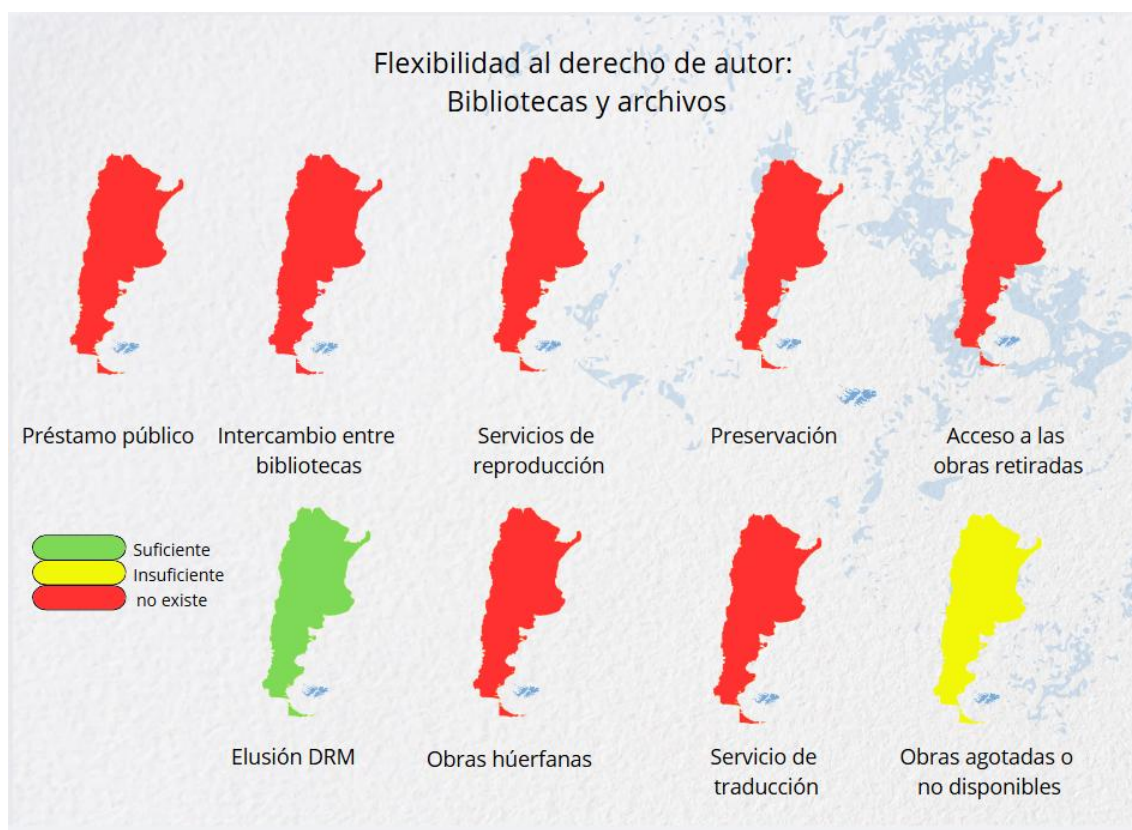 Flexibilidad al derecho de autor:
Bibliotecas y archivos
Préstamo público
Intercambio entre
bibliotecas
Servicios de
reproducción
Preservación
Acceso a las
obras retiradas
Suficiente
Insuficiente
no existe
Elusión DRM
Obras húerfanas
Servicio de
traducción
Obras agotadas o
no disponibles